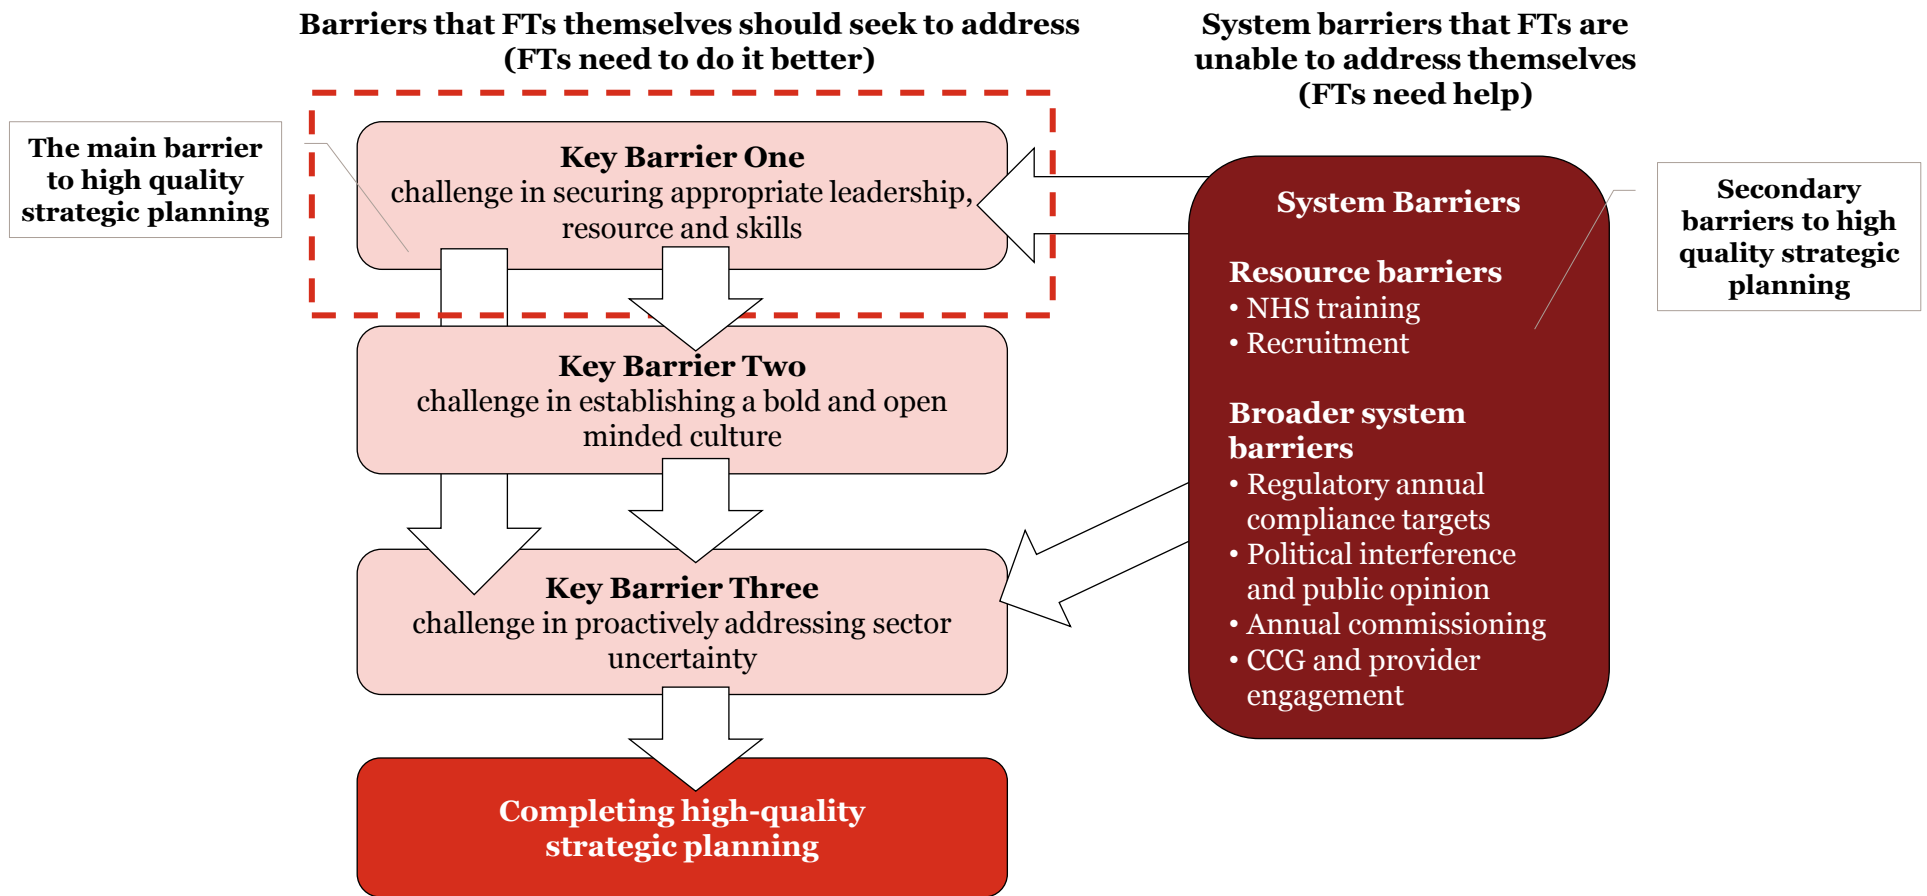 Barriers that FTs themselves should seek to address
(FTs need to do it better)
System barriers that FTs are
unable to address themselves
(FTs need help)
The main barrier
to high quality
strategic planning
Key Barrier One
challenge in securing appropriate leadership,
resource and skills
Key Barrier Two
challenge in establishing a bold and open
minded culture
Key Barrier Three
challenge in proactively addressing sector
uncertainty
Completing high-quality
strategic planning
System Barriers
Resource barriers
• NHS training
• Recruitment
Broader system
barriers
• Regulatory annual
compliance targets
• Political interference
and public opinion
• Annual commissioning
• CCG and provider
engagement
Secondary
barriers to high
quality strategic
planning